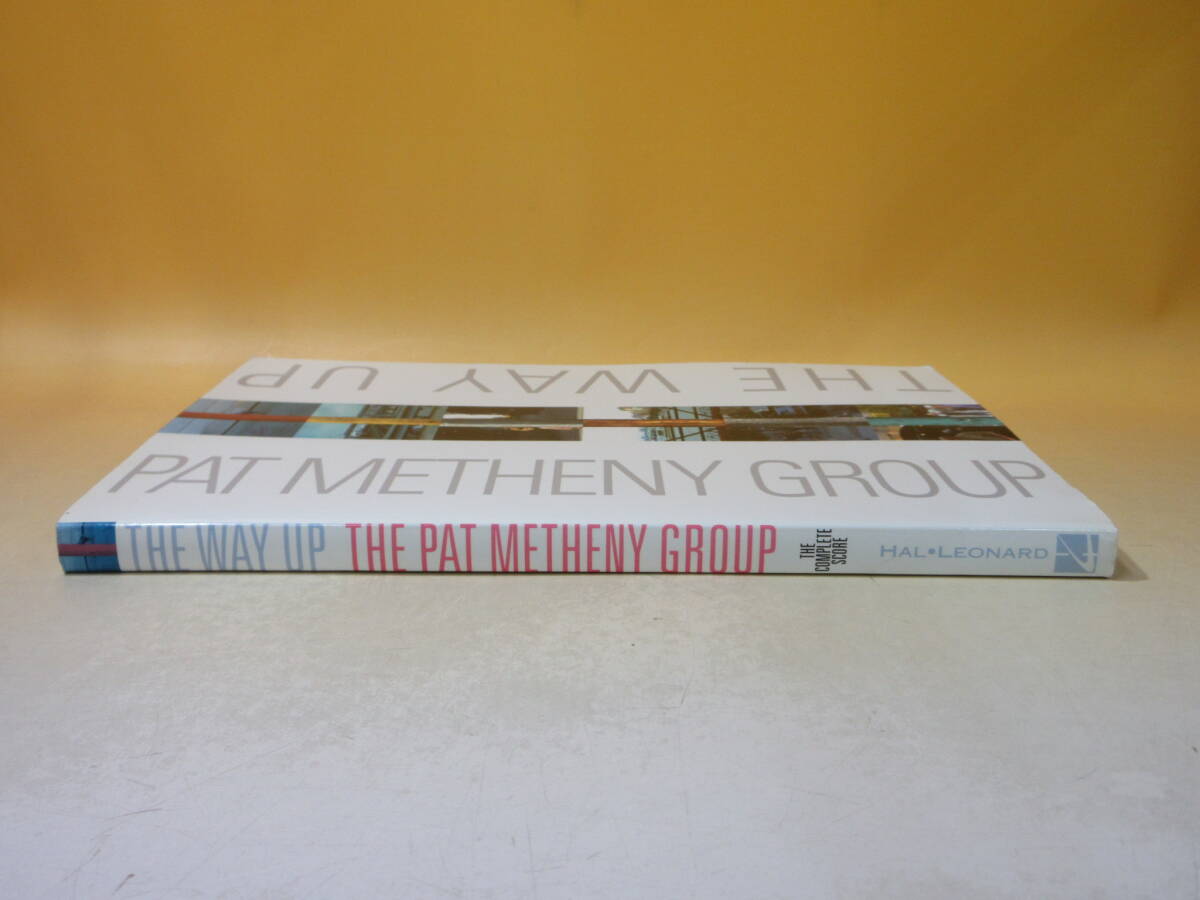 THE WAY UP
PAT METHENY GROUP
THE WAY UP THE PAT METHENY GROUP THE COMPLETE SCORE HAL•LEONARD